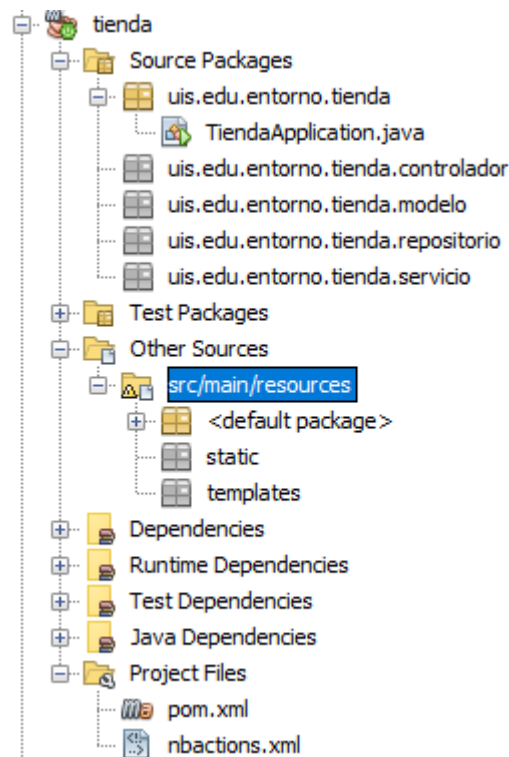 tienda
Source Packages
uis.edu.entorno.tienda
TiendaApplication.java
uis.edu.entorno.tienda.controlador
uis.edu.entorno.tienda.modelo
uis.edu.entorno.tienda.repositorio
uis.edu.entorno.tienda.servicio
Test Packages
Other Sources
src/main/resources
<default package>
static
templates
Dependencies
Runtime Dependencies
Test Dependencies
Java Dependencies
Project Files
pom.xml
nbactions.xml